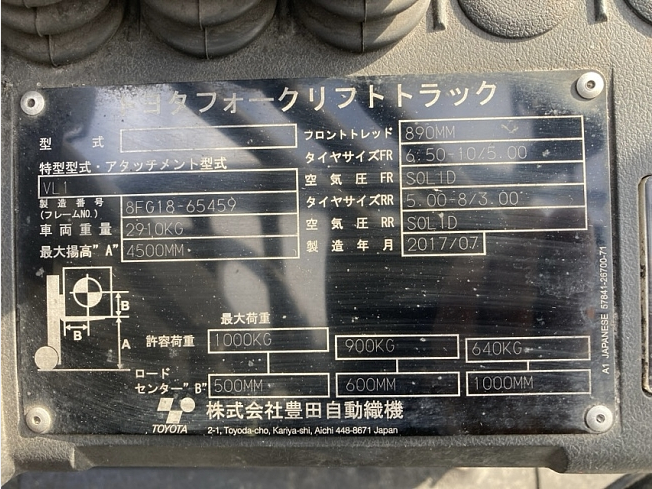 トヨタフォークリフトトラック
型式
フロントトレッド 890MM
特型型式・アタッチメント型式
タイヤサイズFR 6.50-10/5.00
VL1
空気圧 FR SOLID
製造番号 (フレームNO.) 8FG18-65459
タイヤサイズRR 5.00-8/3.00
車両重量 2910KG
空気圧 RR SOLID
最大揚高"A" 4500MM
製造年月 2017/07
B
B
A
最大荷重
許容荷重 1000KG 900KG 640KG
ロード
センター"B" 500MM 600MM 1000MM
TOYOTA
株式会社豊田自動織機
2-1, Toyoda-cho, Kariya-shi, Aichi 448-8671 Japan
A1 JAPANESE 57841-26700-71